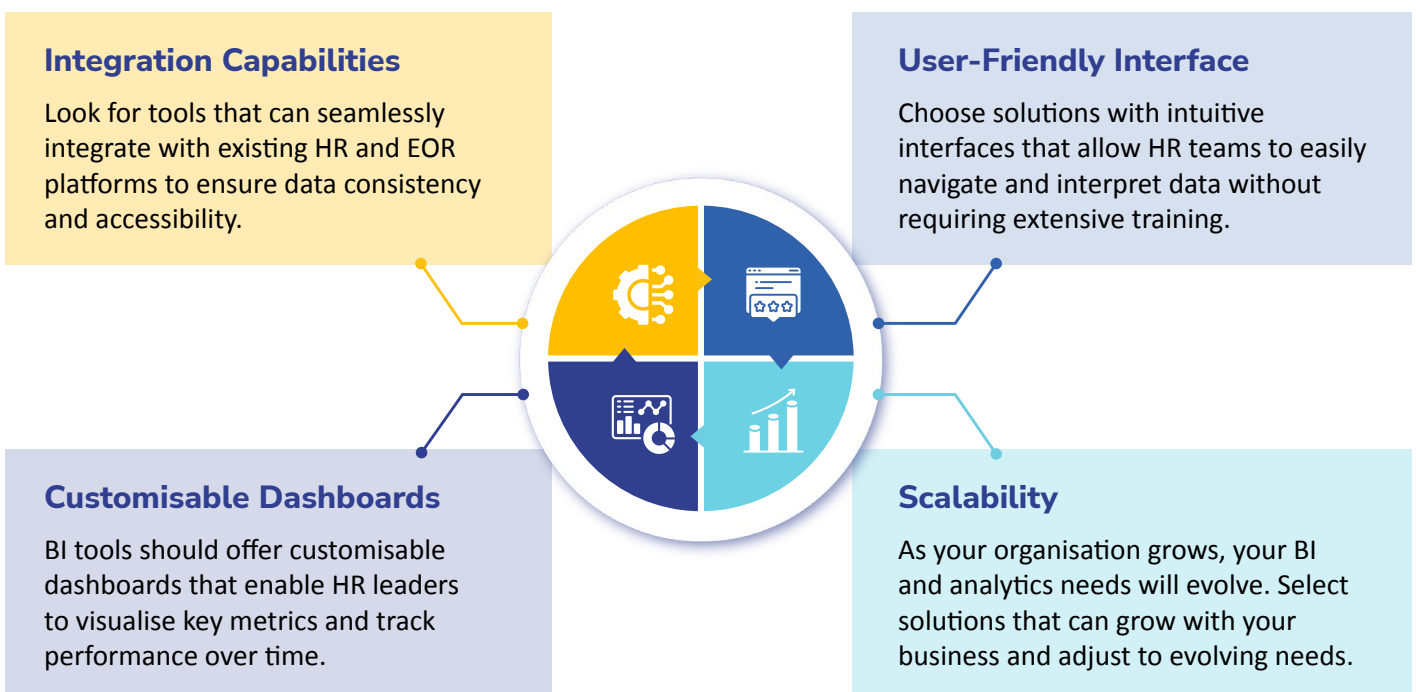 Integration Capabilities
Look for tools that can seamlessly
integrate with existing HR and EOR
platforms to ensure data consistency
and accessibility.
User-Friendly Interface
Choose solutions with intuitive
interfaces that allow HR teams to easily
navigate and interpret data without
requiring extensive training.
Customisable Dashboards
BI tools should offer customisable
dashboards that enable HR leaders
to visualise key metrics and track
performance over time.
Scalability
As your organisation grows, your BI
and analytics needs will evolve. Select
solutions that can grow with your
business and adjust to evolving needs.